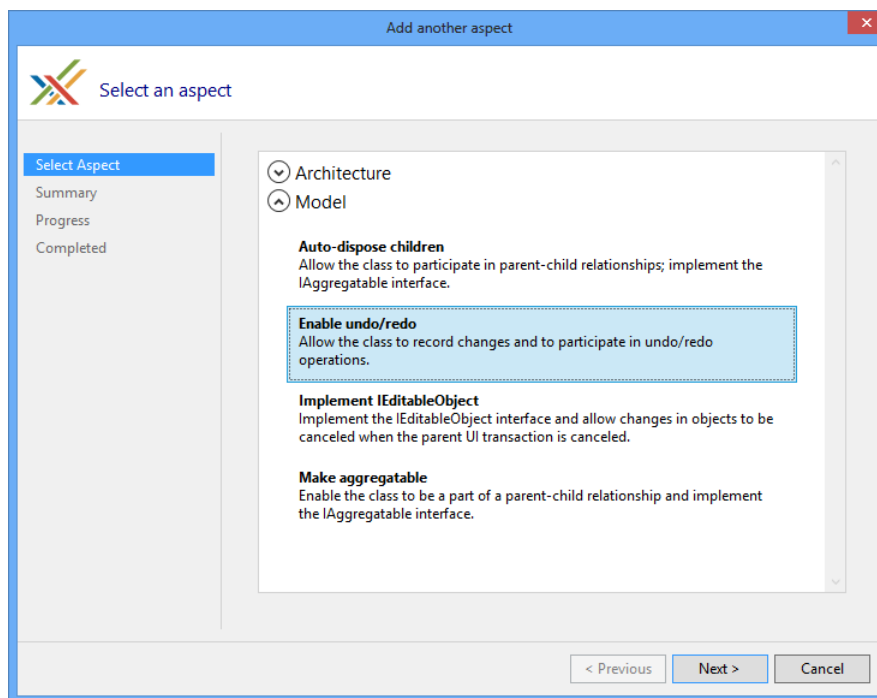 Add another aspect
Select an aspect
Select Aspect
Summary
Progress
Completed
Architecture
Model
Auto-dispose children
Allow the class to participate in parent-child relationships; implement the
IAggregatable interface.
Enable undo/redo
Allow the class to record changes and to participate in undo/redo
operations.
Implement IEditableObject
Implement the IEditableObject interface and allow changes in objects to be
canceled when the parent UI transaction is canceled.
Make aggregatable
Enable the class to be a part of a parent-child relationship and implement
the IAggregatable interface.
< Previous
Next >
Cancel